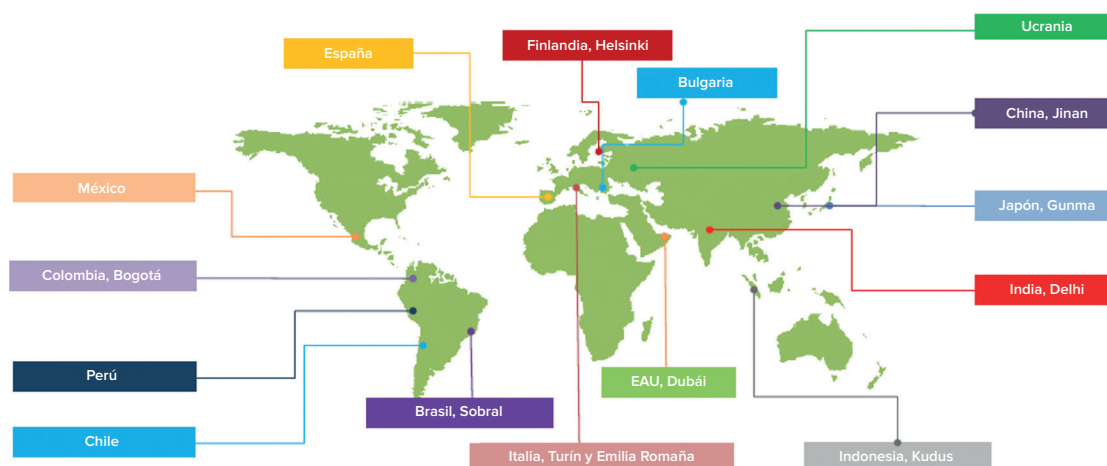 Ucrania
Finlandia, Helsinki
España
Bulgaria
China, Jinan
México
Japón, Gunma
Colombia, Bogotá
India, Delhi
Perú
EAU, Dubái
Brasil, Sobral
Chile
Italia, Turín y Emilia Romaña
Indonesia, Kudus